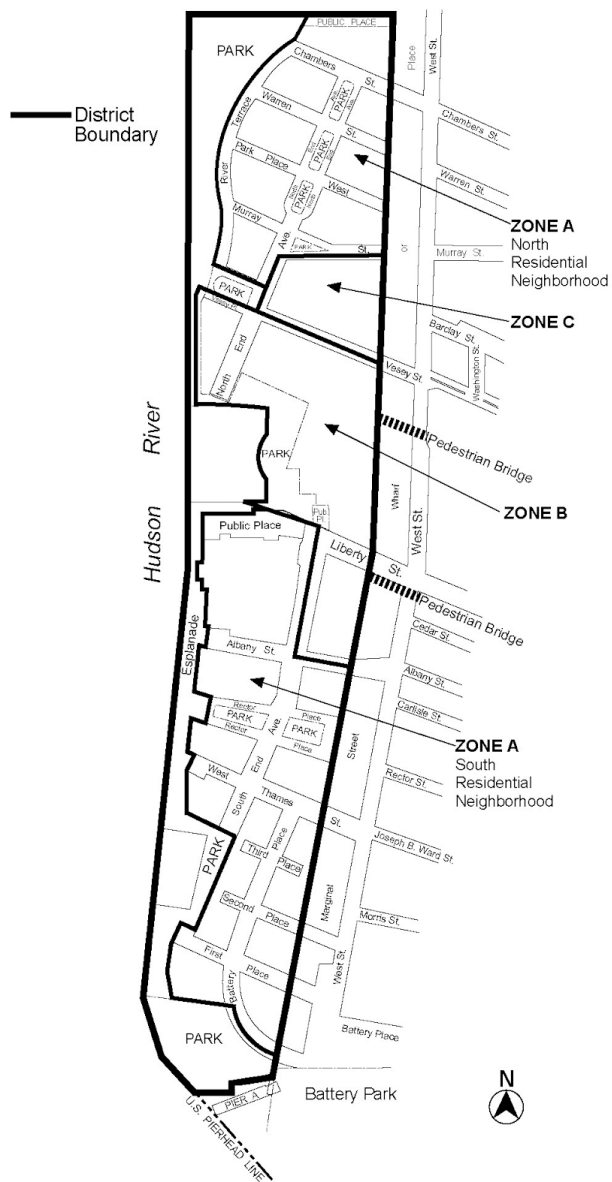 PUBLIC PLACE
PARK
Place
West St.
Chambers
St.
District
Boundary
PARK
Chambers St.
Terrace
Warren
St.
PARK
Park Place
Warren St.
River
West
PARK
North
ZONE A
North
Residential
Neighborhood
Murray
Ave.
PARK
St.
or
Murray St.
PARK
Vesey Pl.
ZONE C
Barclay St.
Washington St.
End
North
Vesey St.
Hudson River
PARK
Pedestrian Bridge
ZONE B
Wharf
West St.
Pub.
Pl.
Public Place
Liberty
St.
Pedestrian Bridge
Esplanade
Cedar St.
Albany St.
Albany St.
Carlisle St.
Rector
PARK
Rector
Place
PARK
Place
Ave.
Street
ZONE A
South
Residential
Neighborhood
Rector St.
West
End
South
Thames
St.
Joseph B. Ward St.
PARK
Place
Third
Place
Marginal
Second
Place
Morris St.
West St.
First
Place
Battery
Battery Place
PARK
N
PIER A
Battery Park
U.S. PIERHEAD LINE